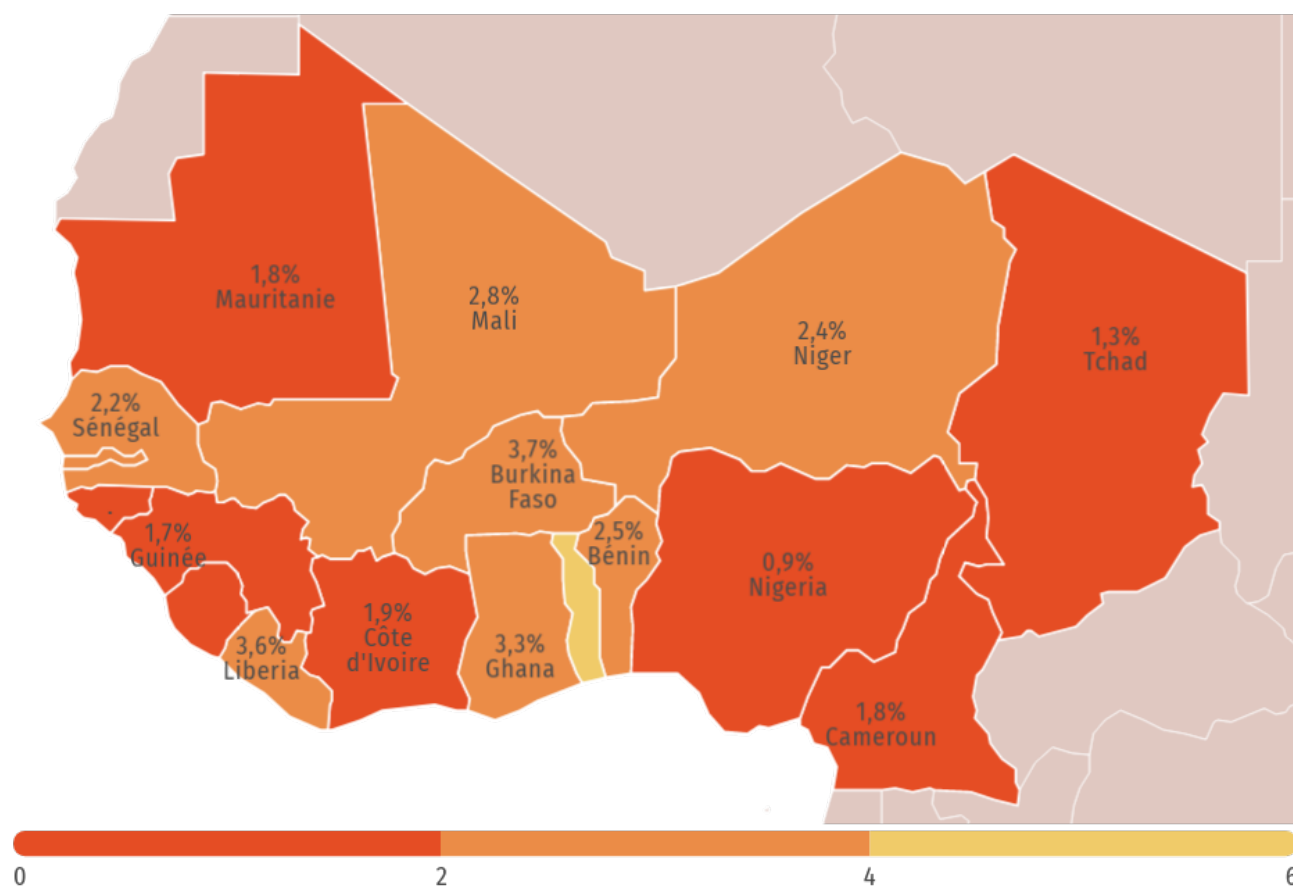 1,8%
Mauritanie
2,8%
Mali
2,4%
Niger
1,3%
Tchad
2,2%
Sénégal
3,7%
Burkina
Faso
1,7%
Guinée
2,5%
Bénin
0,9%
Nigeria
1,9%
Côte
d'Ivoire
3,6%
Liberia
3,3%
Ghana
1,8%
Cameroun
0
2
4
6